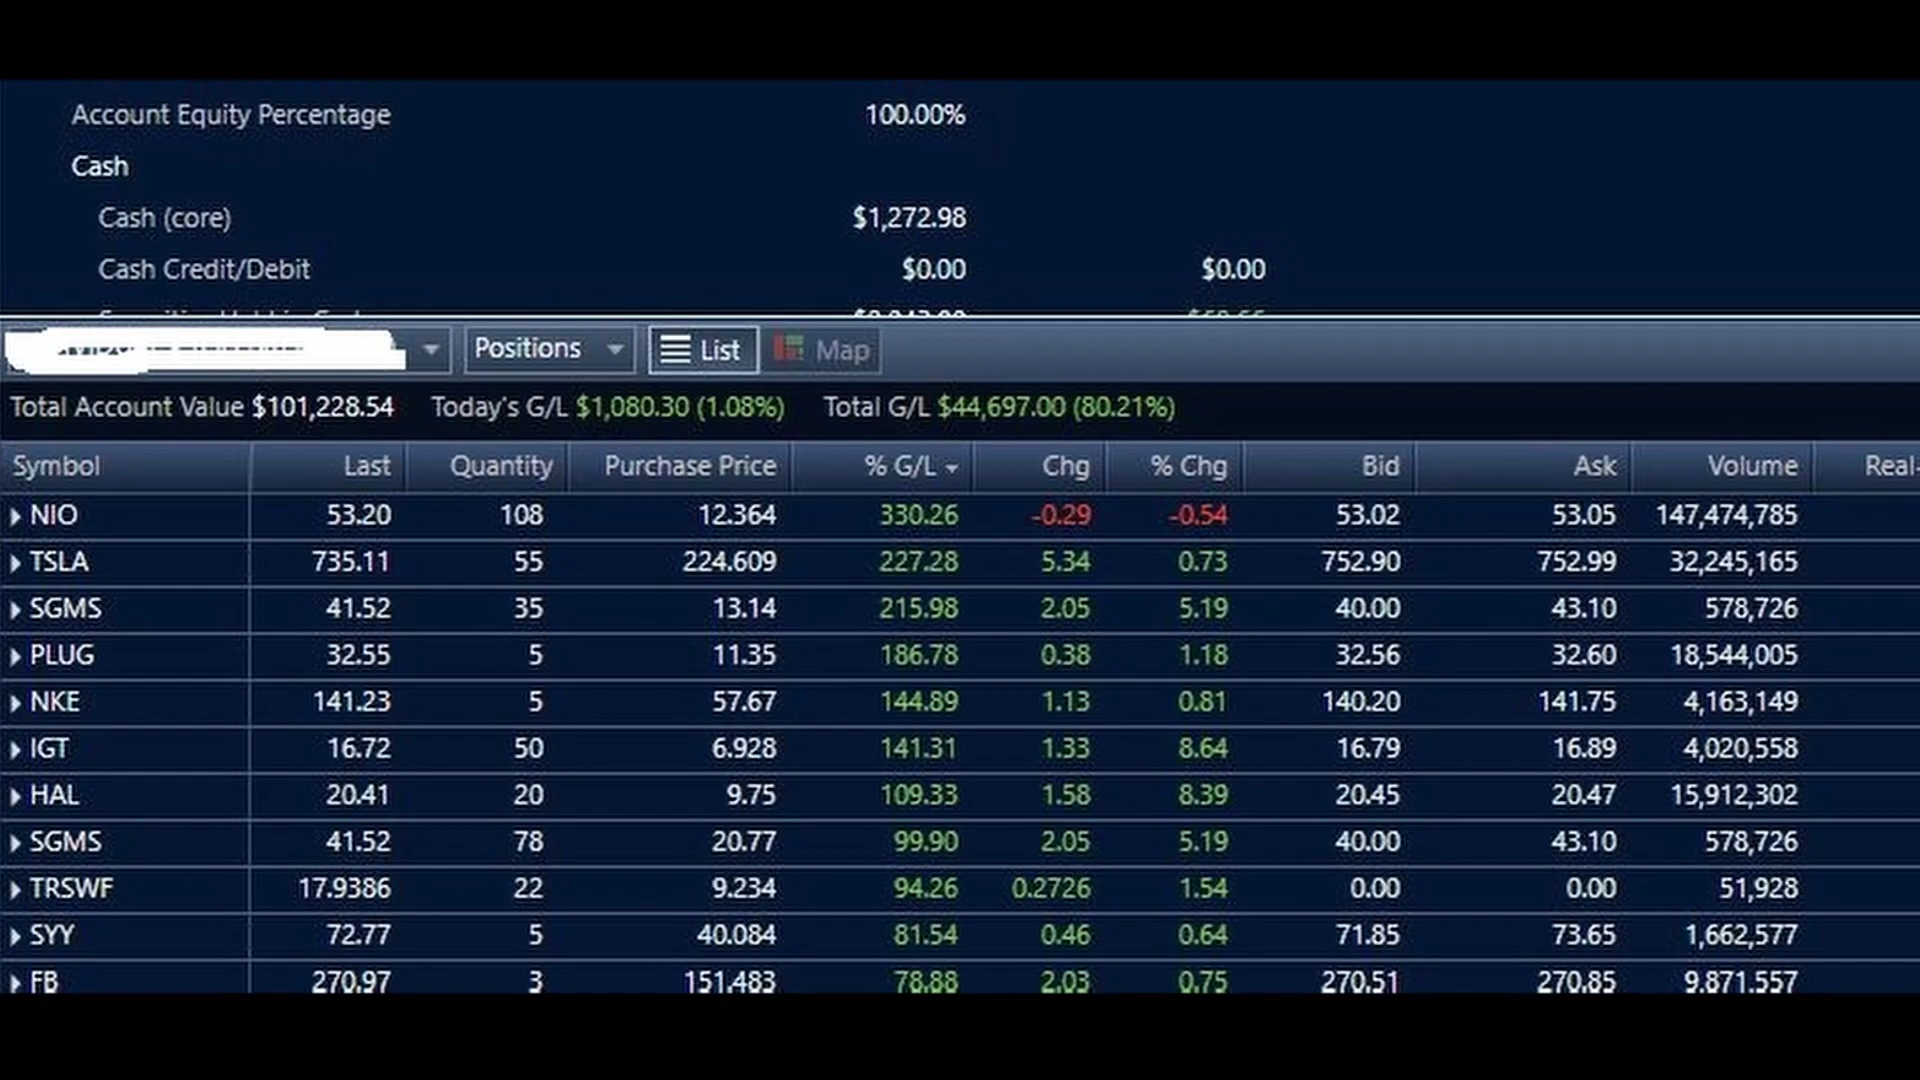 Account Equity Percentage 100.00%
Cash
Cash (core) $1,272.98
Cash Credit/Debit $0.00 $0.00
Positions List Map
Total Account Value $101,228.54 Today's G/L $1,080.30 (1.08%) Total G/L $44,697.00 (80.21%)
Symbol Last Quantity Purchase Price % G/L Chg % Chg Bid Ask Volume Real-
NIO 53.20 108 12.364 330.26 -0.29 -0.54 53.02 53.05 147,474,785
TSLA 735.11 55 224.609 227.28 5.34 0.73 752.90 752.99 32,245,165
SGMS 41.52 35 13.14 215.98 2.05 5.19 40.00 43.10 578,726
PLUG 32.55 5 11.35 186.78 0.38 1.18 32.56 32.60 18,544,005
NKE 141.23 5 57.67 144.89 1.13 0.81 140.20 141.75 4,163,149
IGT 16.72 50 6.928 141.31 1.33 8.64 16.79 16.89 4,020,558
HAL 20.41 20 9.75 109.33 1.58 8.39 20.45 20.47 15,912,302
SGMS 41.52 78 20.77 99.90 2.05 5.19 40.00 43.10 578,726
TRSWF 17.9386 22 9.234 94.26 0.2726 1.54 0.00 0.00 51,928
SYY 72.77 5 40.084 81.54 0.46 0.64 71.85 73.65 1,662,577
FB 270.97 3 151.483 78.88 2.03 0.75 270.51 270.85 9,871,557